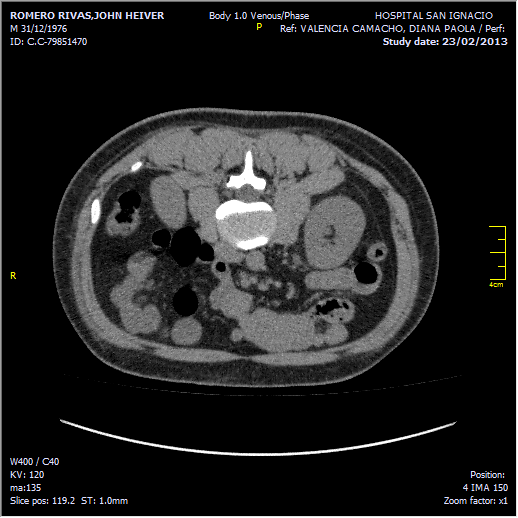 ROMERO RIVAS,JOHN HEIVER
M 31/12/1976
ID: C.C-79851470
Body 1.0 Venous/Phase
P
HOSPITAL SAN IGNACIO
Ref: VALENCIA CAMACHO, DIANA PAOLA / Perf:
Study date: 23/02/2013
R
4cm
W400 / C40
KV: 120
ma:135
Slice pos: 119.2 ST: 1.0mm
Position:
4 IMA 150
Zoom factor: x1